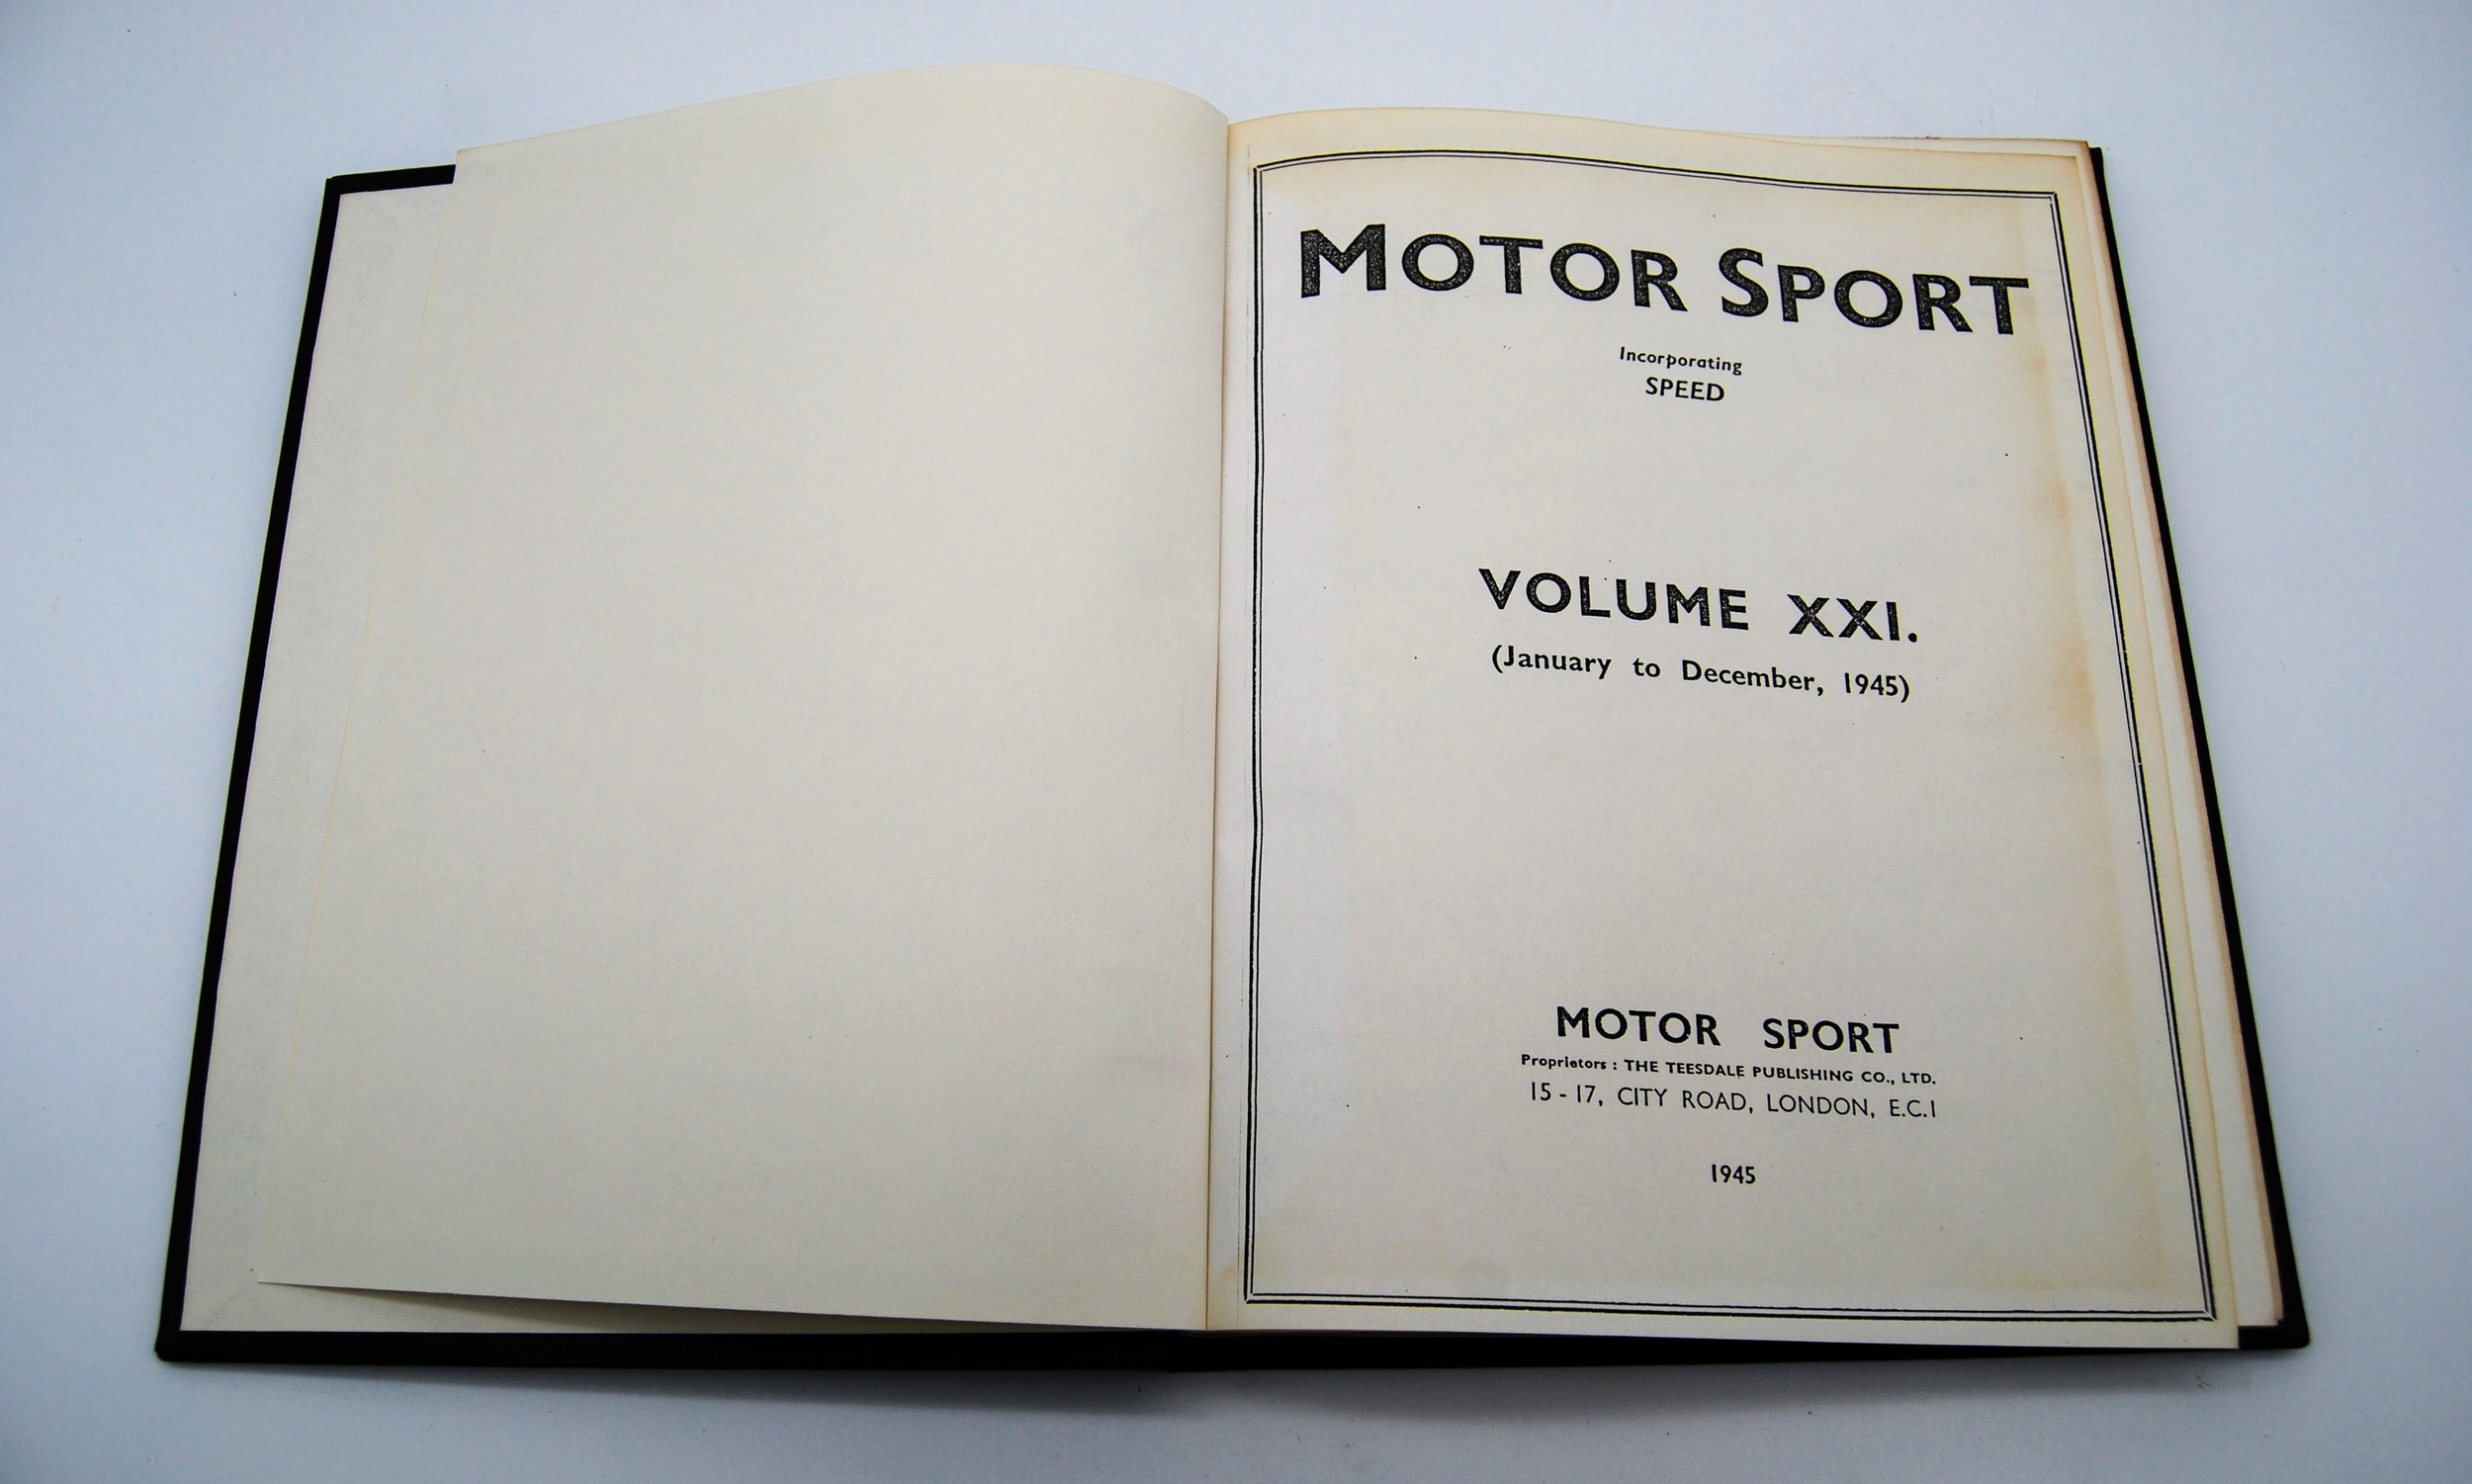 MOTOR SPORT
Incorporating
SPEED
VOLUME XXI.
(January to December, 1945)
MOTOR SPORT
Proprietors : THE TEESDALE PUBLISHING CO., LTD.
15 - 17, CITY ROAD, LONDON, E.C.1
1945